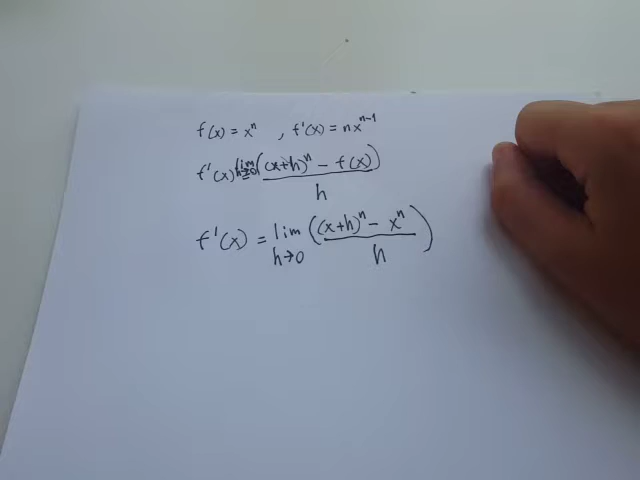 f(x) = xⁿ , f'(x) = nxⁿ⁻¹
f'(x) = lim h→0 ((x+h)ⁿ − f(x) / h)
f'(x) = lim h→0 ((x+h)ⁿ − xⁿ / h)